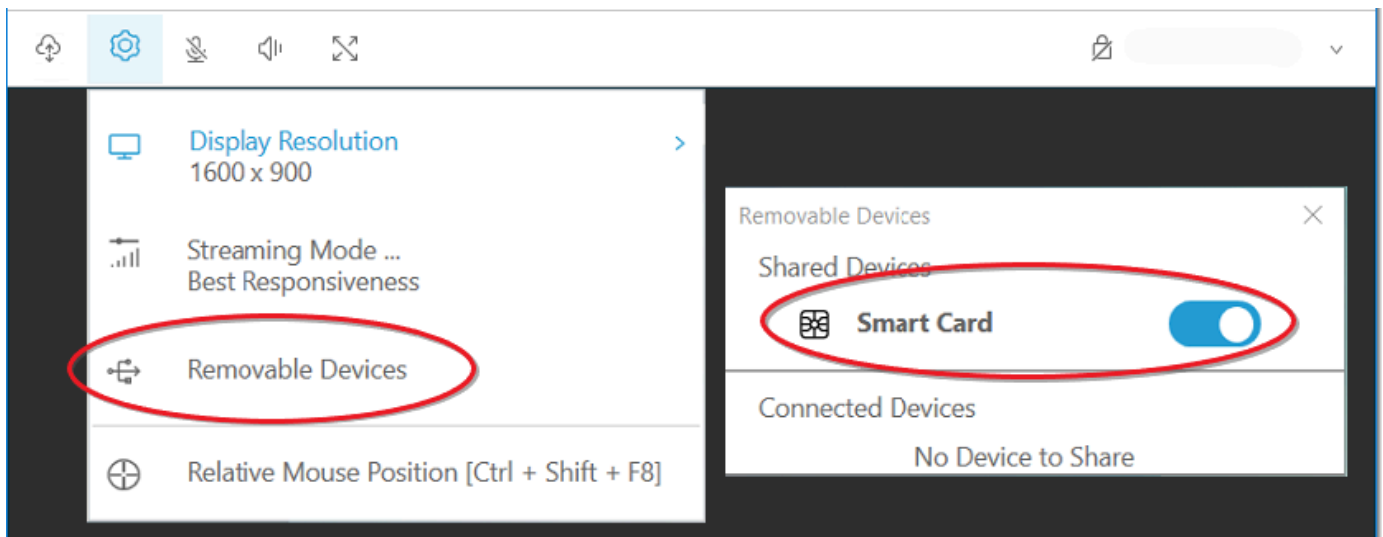 Display Resolution
1600 x 900
Streaming Mode ...
Best Responsiveness
Removable Devices
Relative Mouse Position [Ctrl + Shift + F8]
Removable Devices
Shared Devices
Smart Card
Connected Devices
No Device to Share